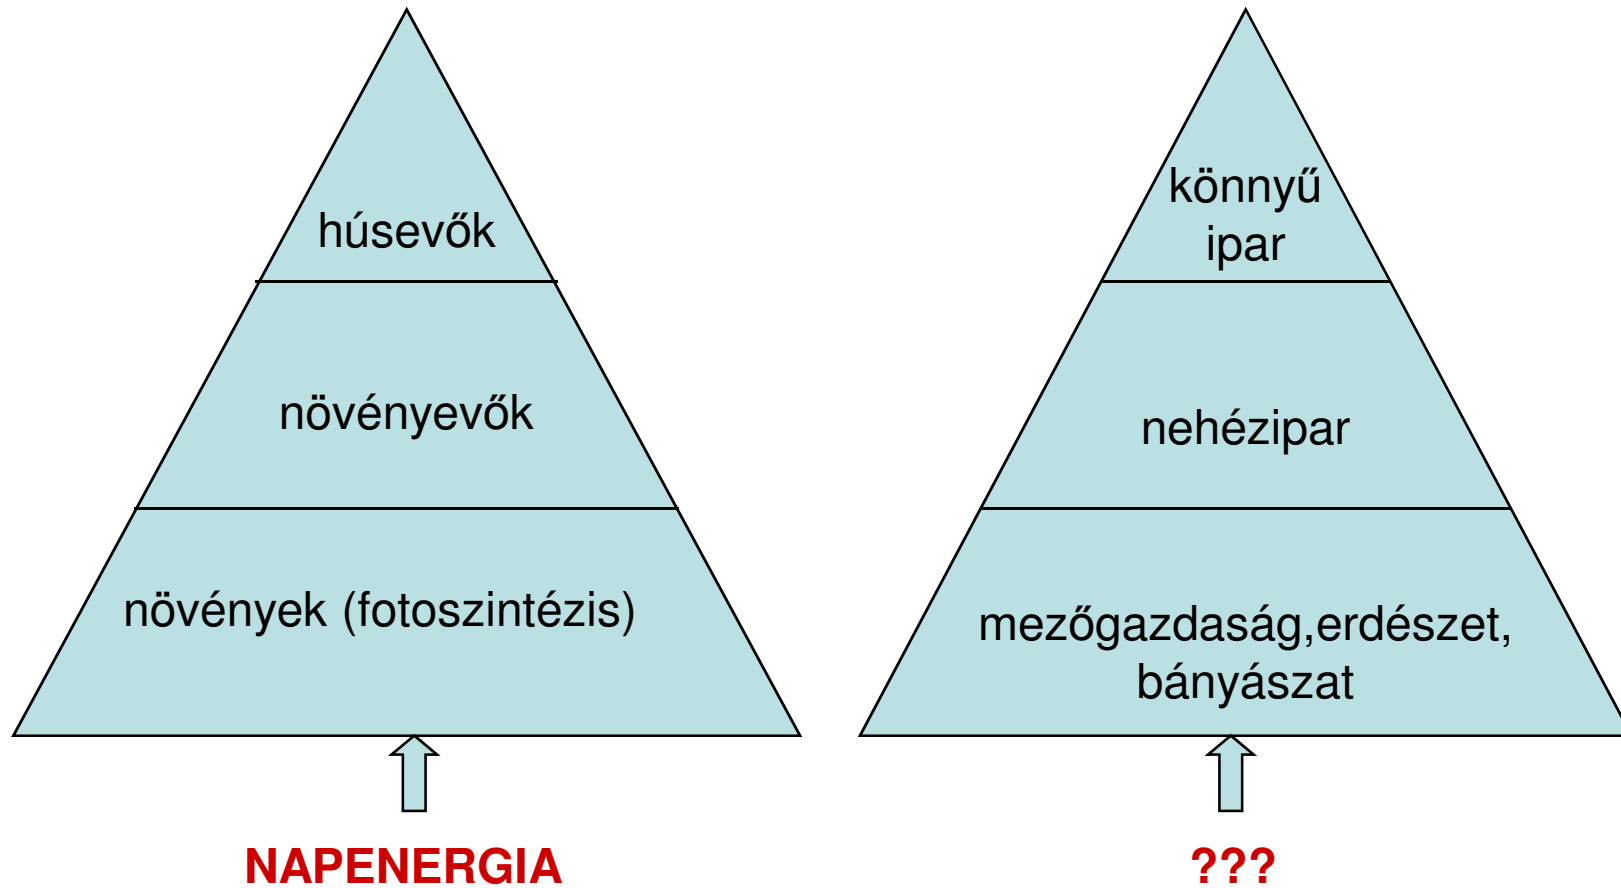 húsevők
növényevők
növények (fotoszintézis)
NAPENERGIA
könnyű
ipar
nehézipar
mezőgazdaság,erdészet,
bányászat
???